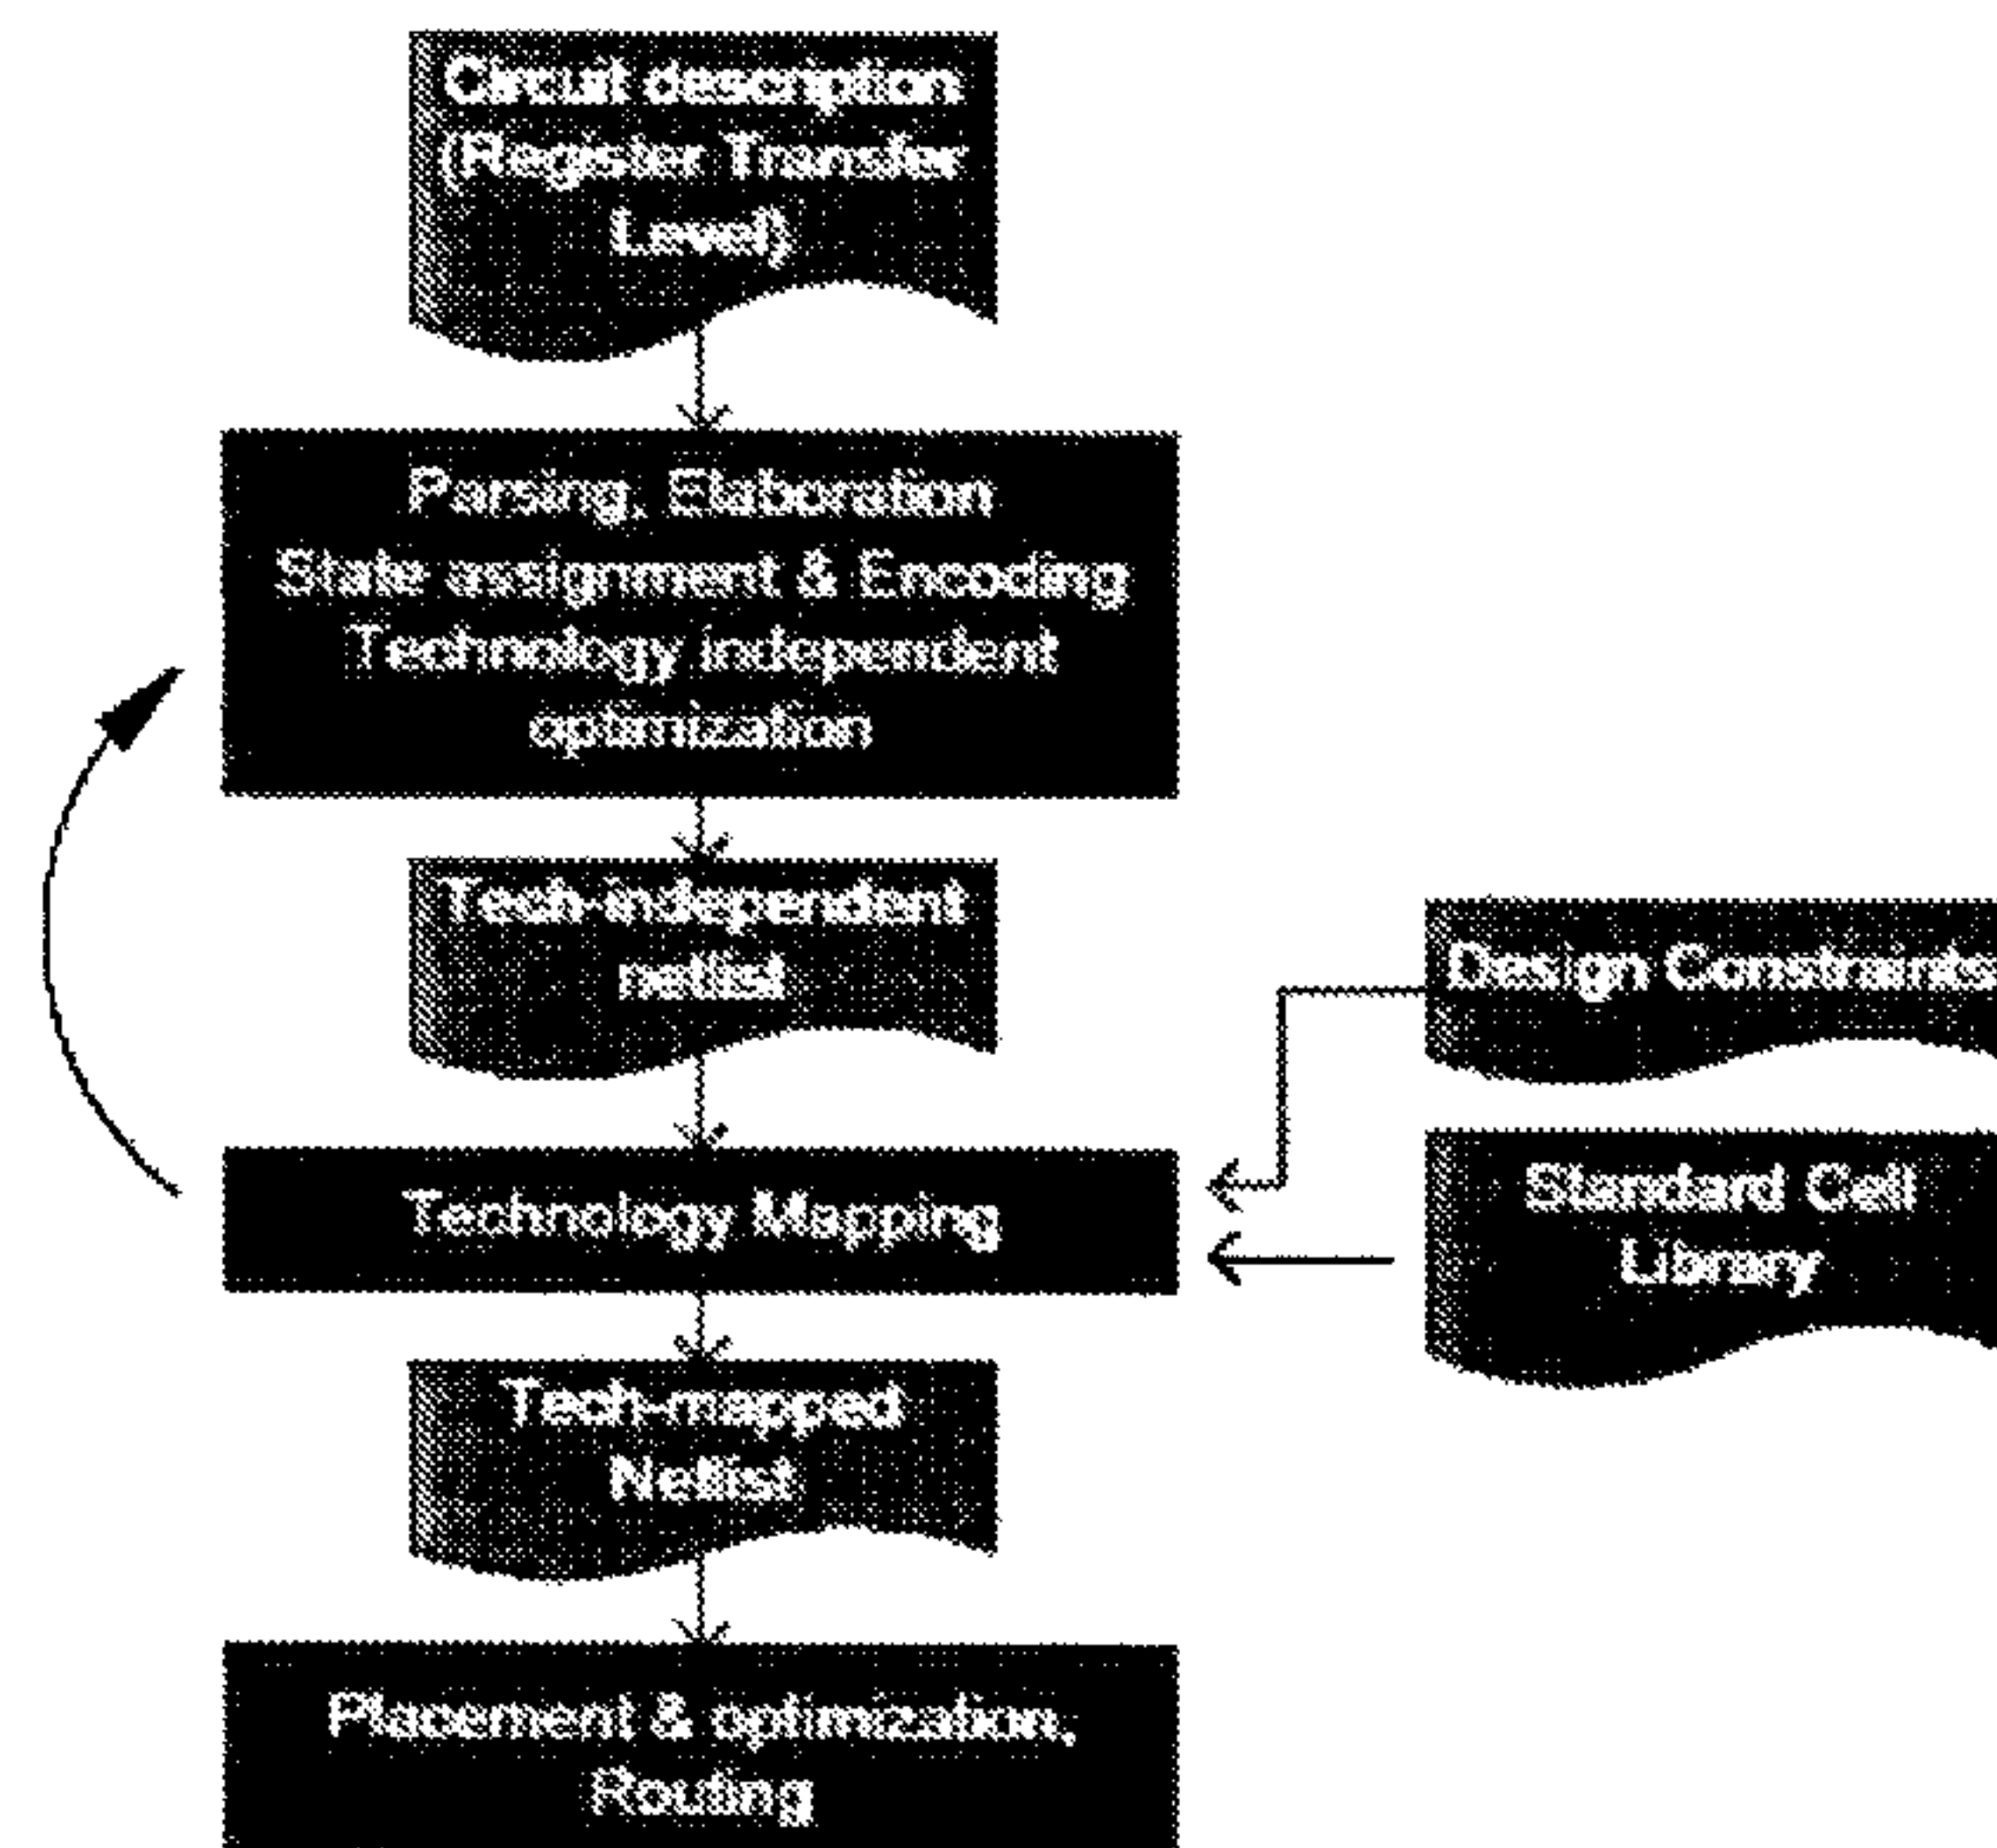 Circuit description
(Register Transfer
Level)
Parsing, Elaboration
State assignment & Encoding
Technology independent
optimization
Tech-independent
netlist
Design Constraints
Technology Mapping
Standard Cell
Library
Tech-mapped
Netlist
Placement & optimization,
Routing